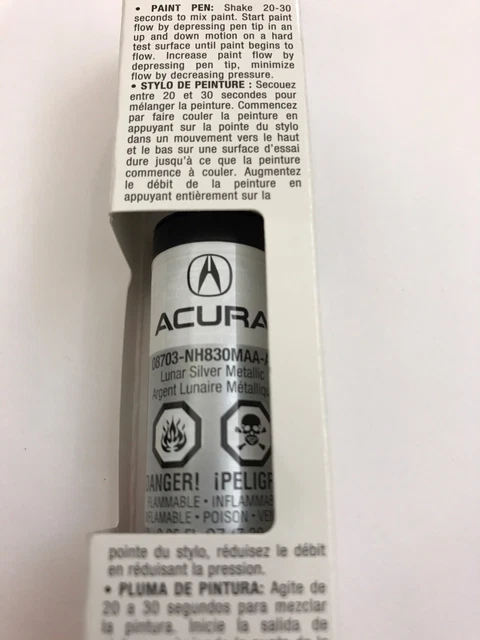 • PAINT PEN: Shake 20-30
seconds to mix paint. Start paint
flow by depressing pen tip in an
up and down motion on a hard
test surface until paint begins to
flow. Increase paint flow by
depressing pen tip, minimize
flow by decreasing pressure.
• STYLO DE PEINTURE : Secouez
entre 20 et 30 secondes pour
mélanger la peinture. Commencez
par faire couler la peinture en
appuyant sur la pointe du stylo
dans un mouvement vers le haut
et le bas sur une surface d'essai
dure jusqu'à ce que la peinture
commence à couler. Augmentez
le débit de la peinture en
appuyant entièrement sur la
ACURA
08703-NH830MAA-A
Lunar Silver Metallic
Argent Lunaire Métallique
DANGER! ¡PELIGR
FLAMMABLE • INFLAMMAB
FLAMABLE • POISON • VE
pointe du stylo, réduisez le débit
en réduisant la pression.
• PLUMA DE PINTURA: Agite de
20 a 30 segundos para mezclar
la pintura. Inicie la salida de